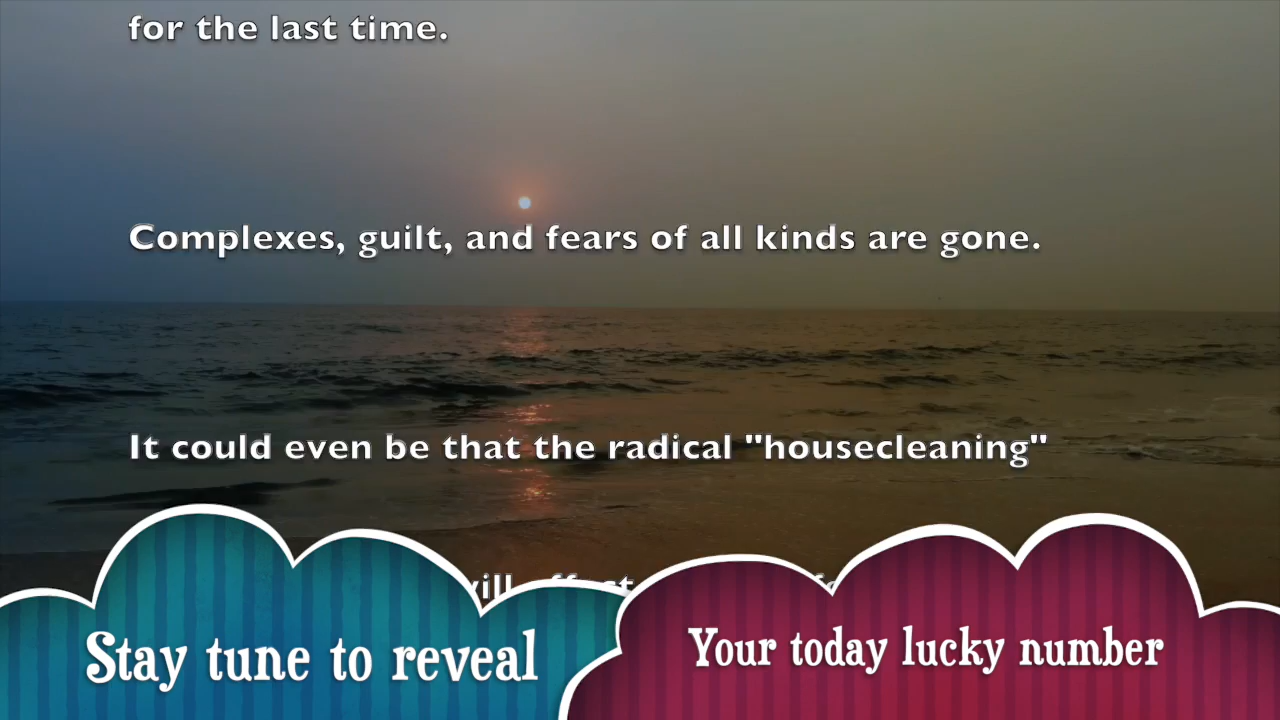 for the last time.
Complexes, guilt, and fears of all kinds are gone.
It could even be that the radical "housecleaning"
will
Stay tune to reveal
Your today lucky number